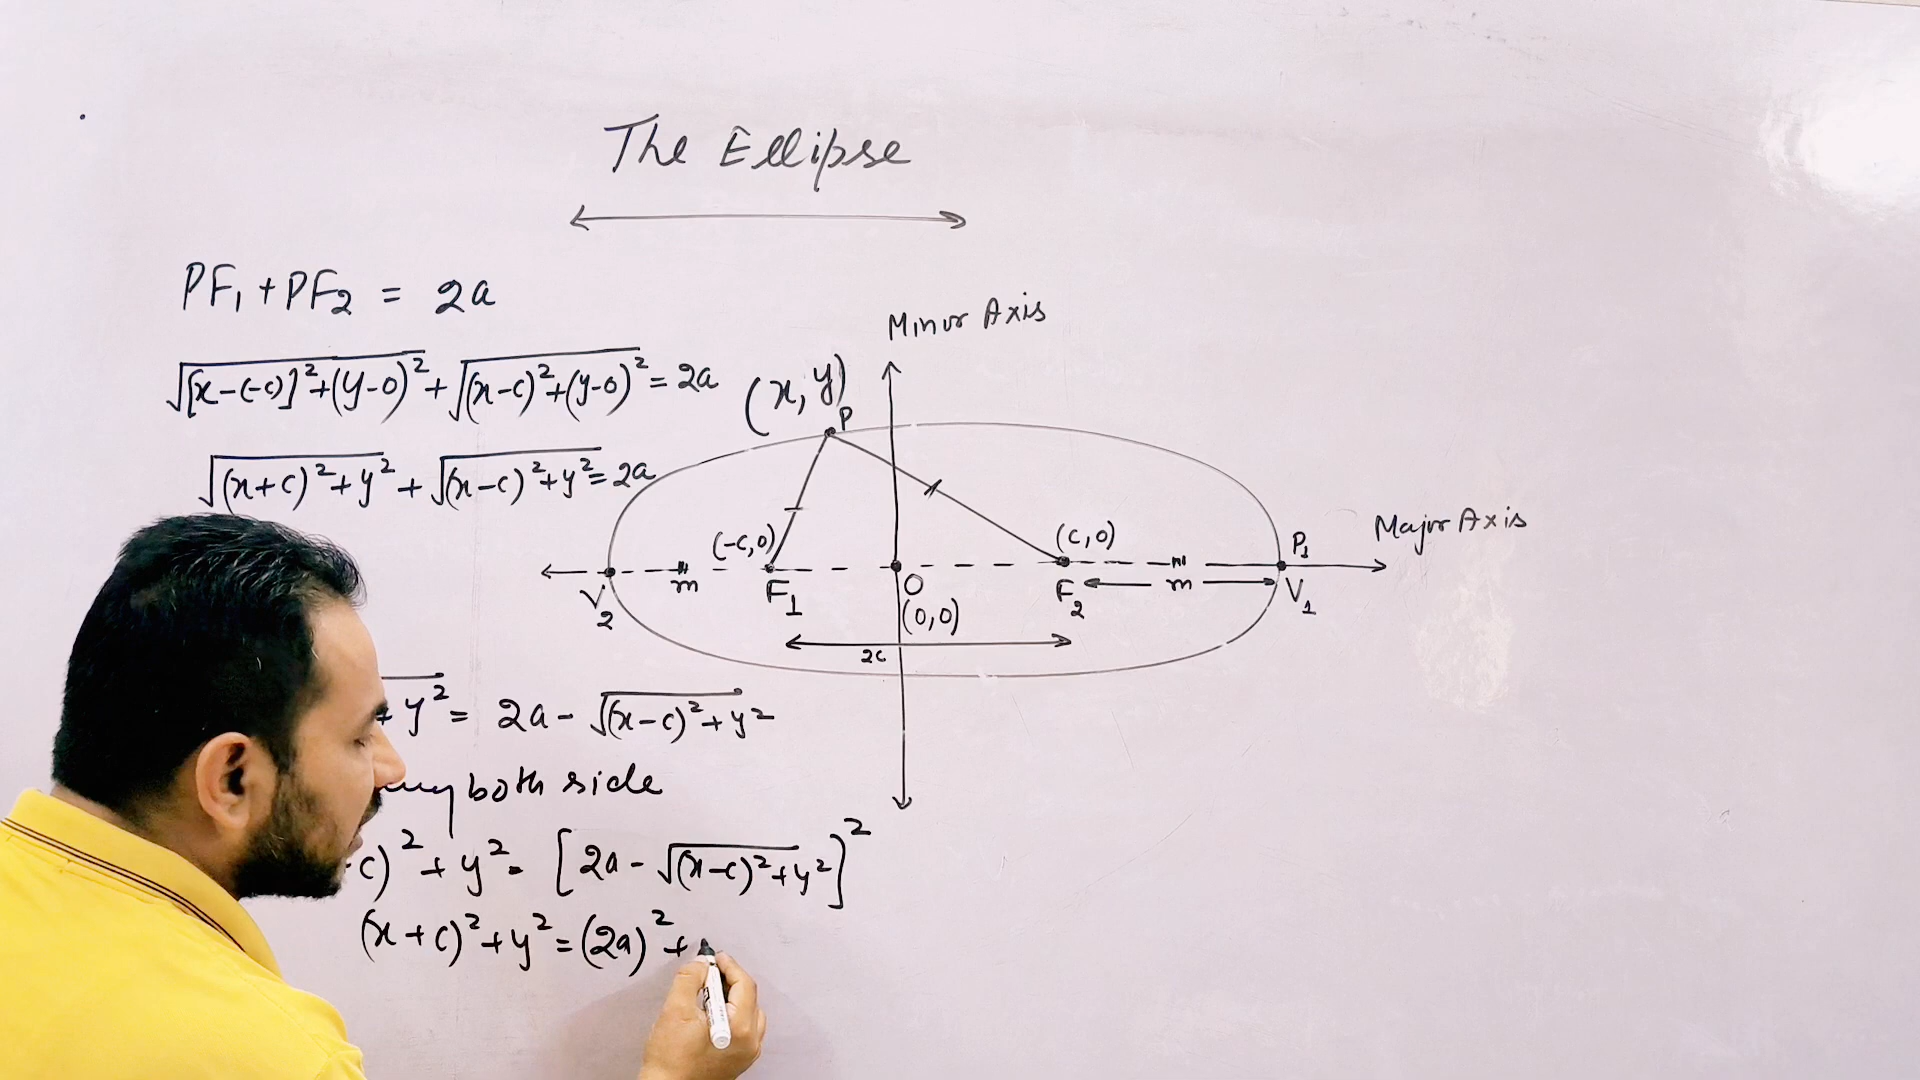 The Ellipse
PF₁ + PF₂ = 2a
√[x-(-c)]²+(y-0)² + √(x-c)²+(y-0)² = 2a
√(x+c)²+y² + √(x-c)²+y² = 2a
+ y² = 2a - √(x-c)²+y²
both side
c)² + y² = [2a - √(x-c)²+y²]²
(x+c)²+y² = (2a)² +
Minor Axis
(x, y)
P
Major Axis
(-c,0)
(c,0)
P₁
m
m
V₂
F₁
O
F₂
V₁
(0,0)
2c